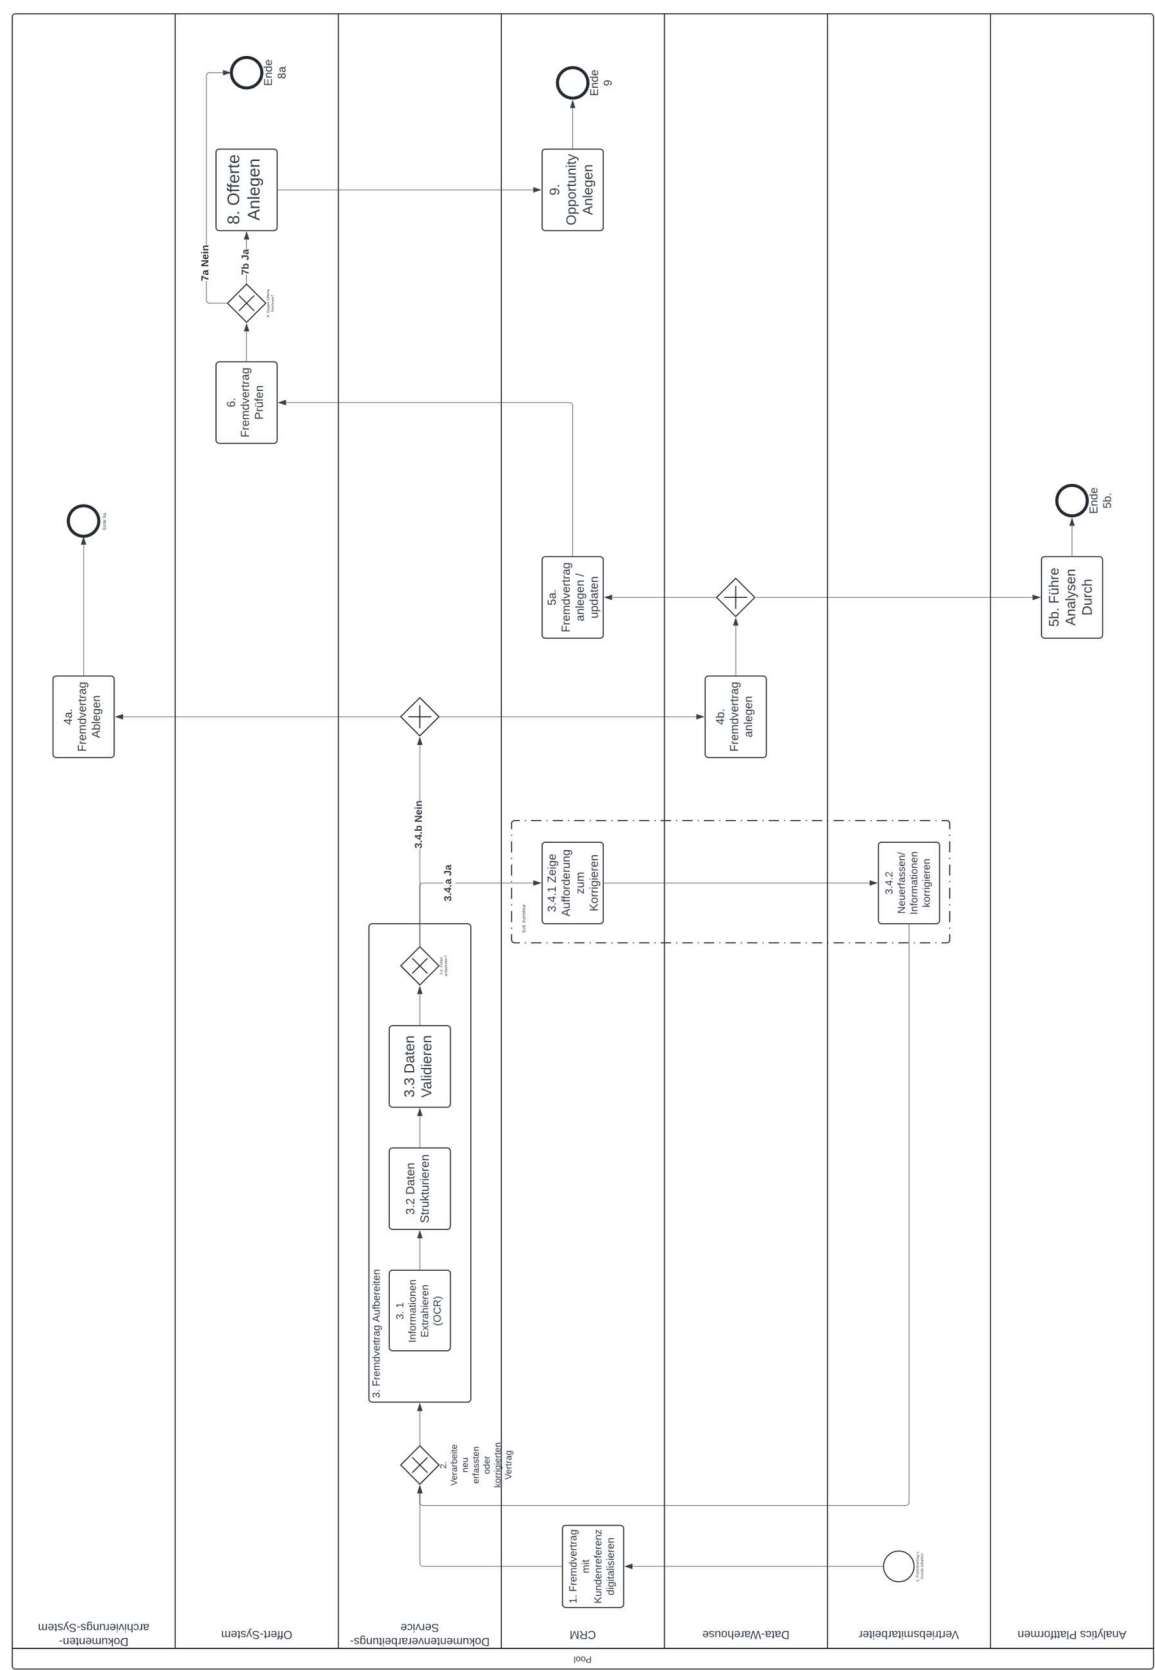 Pool
Dokumenten-
archivierungs-System
Offert-System
Dokumentenverarbeitungs-
Service
CRM
Data-Warehouse
Vertriebsmitarbeiter
Analytics Plattformen
1. Fremdvertrag
mit
Kundenreferenz
digitalisieren
2.
Verarbeite
neu
erfassten
oder
korrigierten
Vertrag
3. Fremdvertrag Aufbereiten
3. 1
Informationen
Extrahieren
(OCR)
3.2 Daten
Strukturieren
3.3 Daten
Validieren
3.4.a Ja
3.4.b Nein
3.4.1 Zeige
Aufforderung
zum
Korrigieren
3.4.2
Neuerfassen/
Informationen
korrigieren
4a.
Fremdvertrag
Ablegen
4b.
Fremdvertrag
anlegen
Ende 5a.
5a.
Fremdvertrag
anlegen /
updaten
5b. Führe
Analysen
Durch
Ende
5b.
6.
Fremdvertrag
Prüfen
7a Nein
7b Ja
8. Offerte
Anlegen
Ende
8a
9.
Opportunity
Anlegen
Ende
9